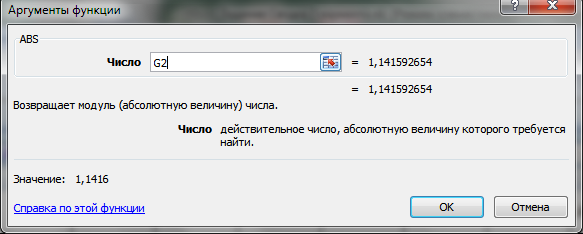 Аргументы функции
ABS
Число G2 = 1,141592654
= 1,141592654
Возвращает модуль (абсолютную величину) числа.
Число действительное число, абсолютную величину которого требуется
найти.
Значение: 1,1416
Справка по этой функции
ОК
Отмена